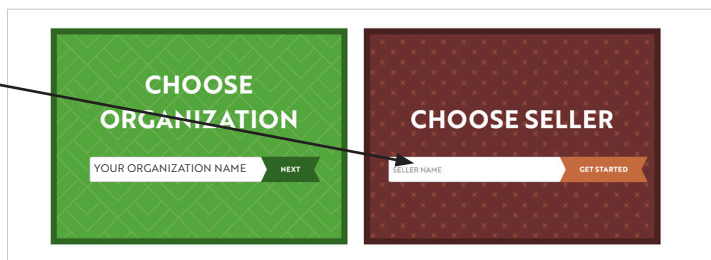 CHOOSE
ORGANIZATION
YOUR ORGANIZATION NAME
NEXT
CHOOSE SELLER
SELLER NAME
GET STARTED